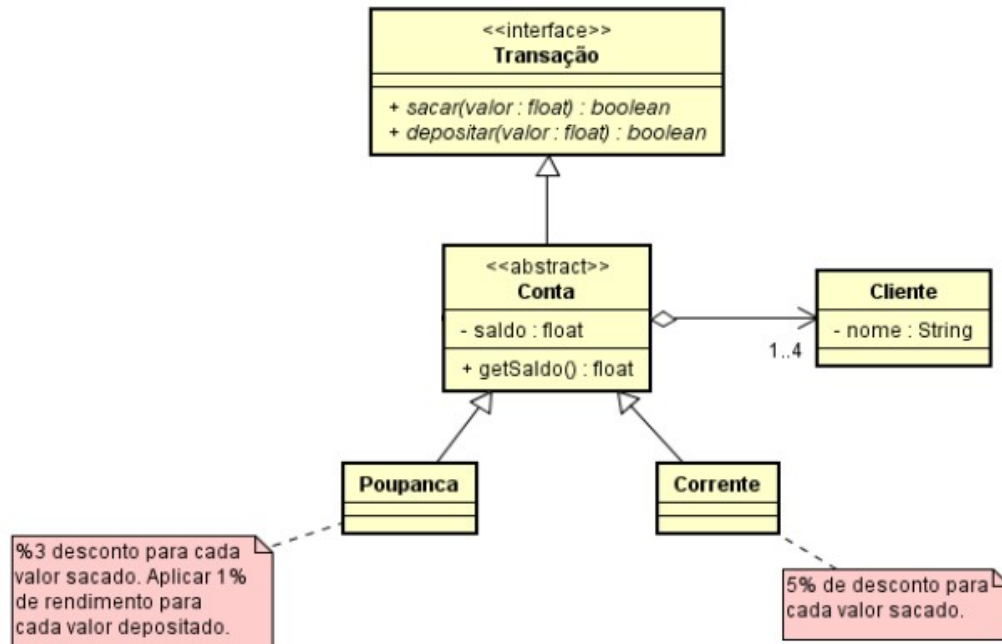 <<interface>>
Transação
+ sacar(valor : float) : boolean
+ depositar(valor : float) : boolean
<<abstract>>
Conta
- saldo : float
+ getSaldo() : float
1..4
Cliente
- nome : String
Poupanca
Corrente
%3 desconto para cada
valor sacado. Aplicar 1%
de rendimento para
cada valor depositado.
5% de desconto para
cada valor sacado.